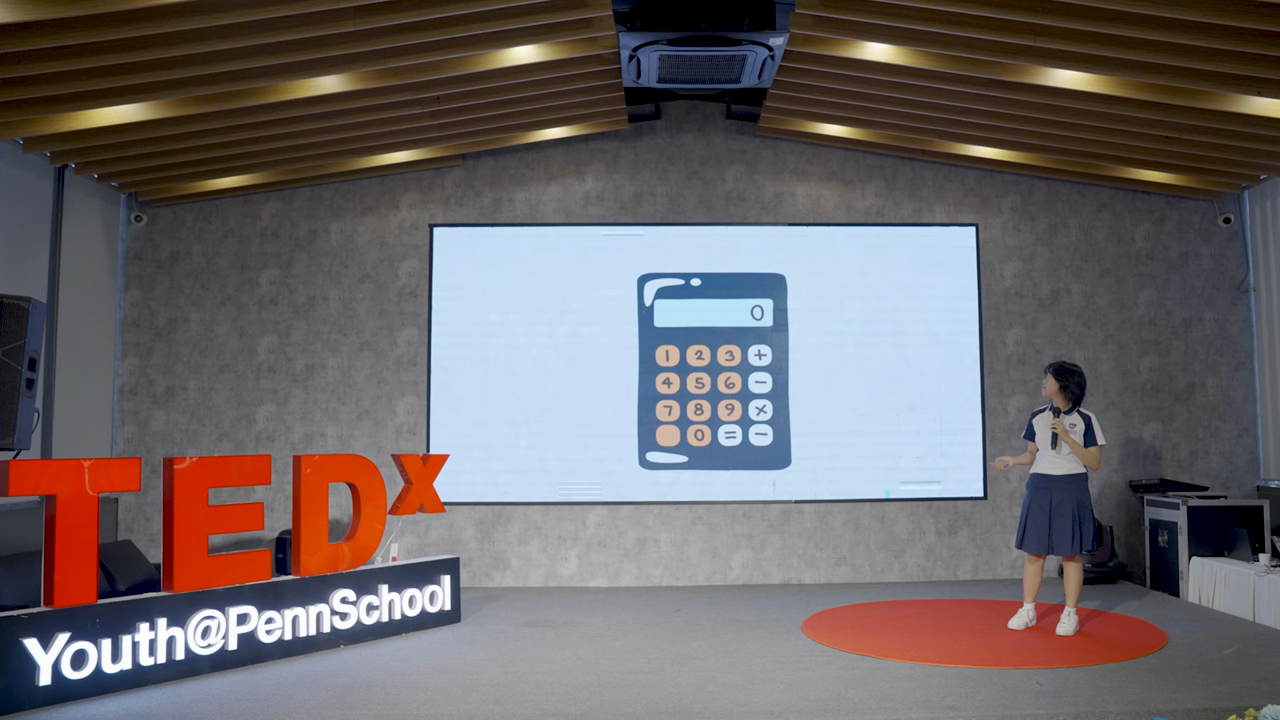 0
1 2 3 +
4 5 6 −
7 8 9 ×
0 = −
TEDx
Youth@PennSchool